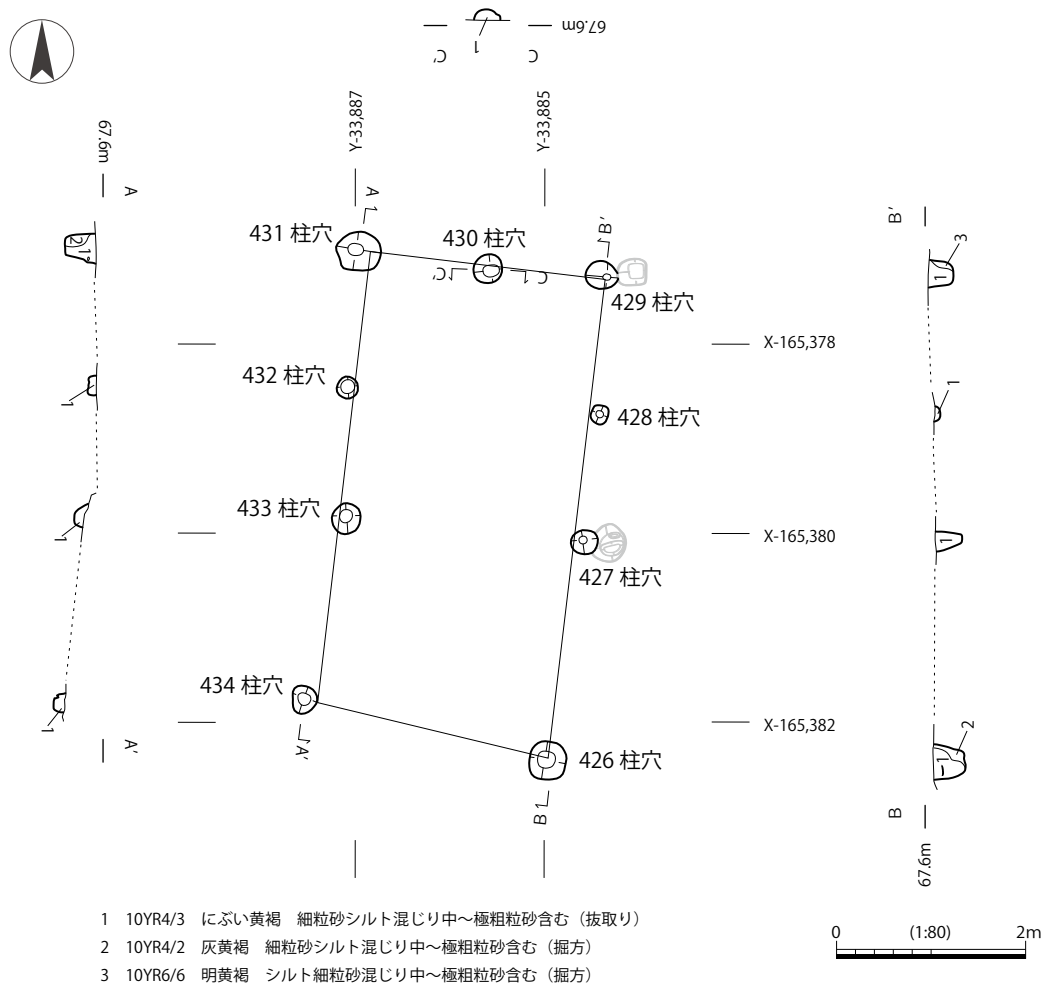 1
67.6m
C'
C
Y-33,887
Y-33,885
67.6m
A
B'
A
B'
431 柱穴
430 柱穴
2
1
3
1
C'
C
429 柱穴
X-165,378
432 柱穴
1
428 柱穴
1
433 柱穴
1
X-165,380
1
427 柱穴
434 柱穴
1
X-165,382
2
1
A'
A'
426 柱穴
B
B
67.6m
1 10YR4/3 にぶい黄褐 細粒砂シルト混じり中～極粗粒砂含む（抜取り）
2 10YR4/2 灰黄褐 細粒砂シルト混じり中～極粗粒砂含む（掘方）
3 10YR6/6 明黄褐 シルト細粒砂混じり中～極粗粒砂含む（掘方）
0 (1:80) 2m